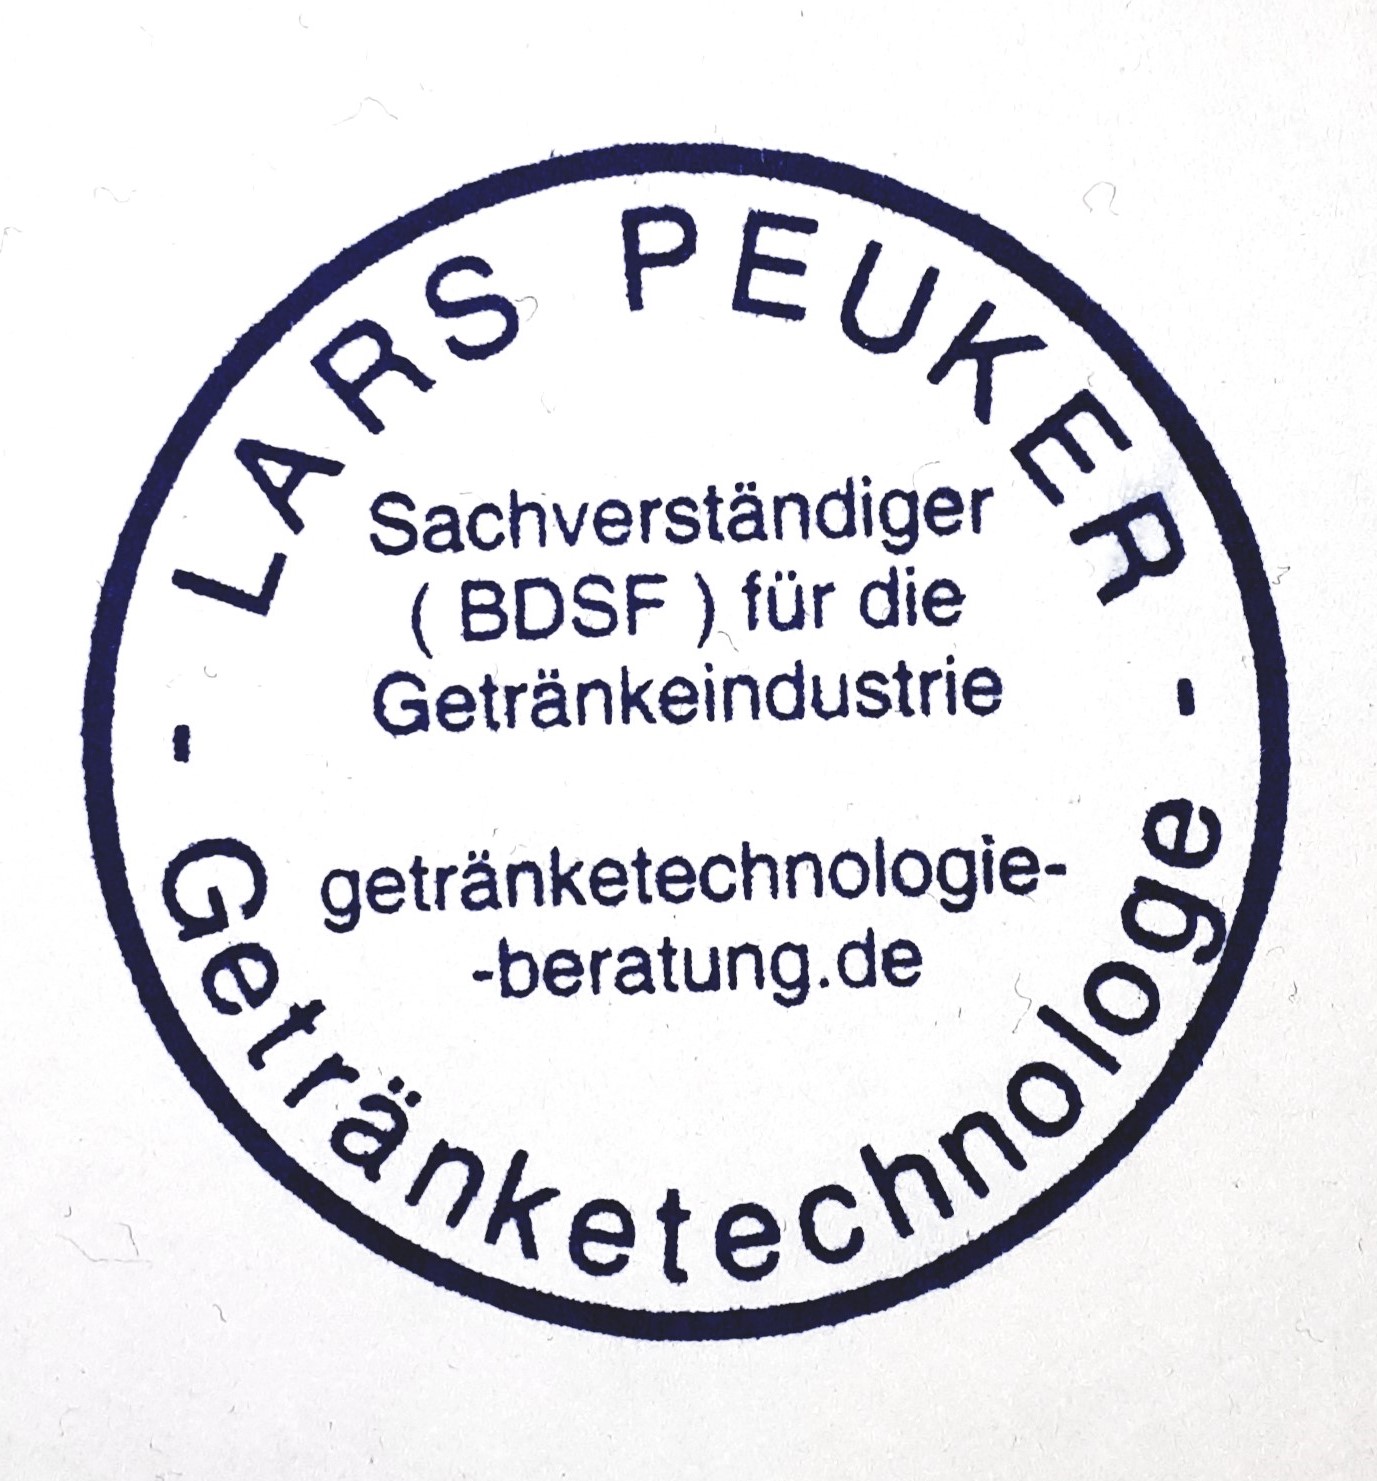 LARS PEUKER
Sachverständiger
( BDSF ) für die
Getränkeindustrie
getränketechnologie-
-beratung.de
- Getränketechnologe -